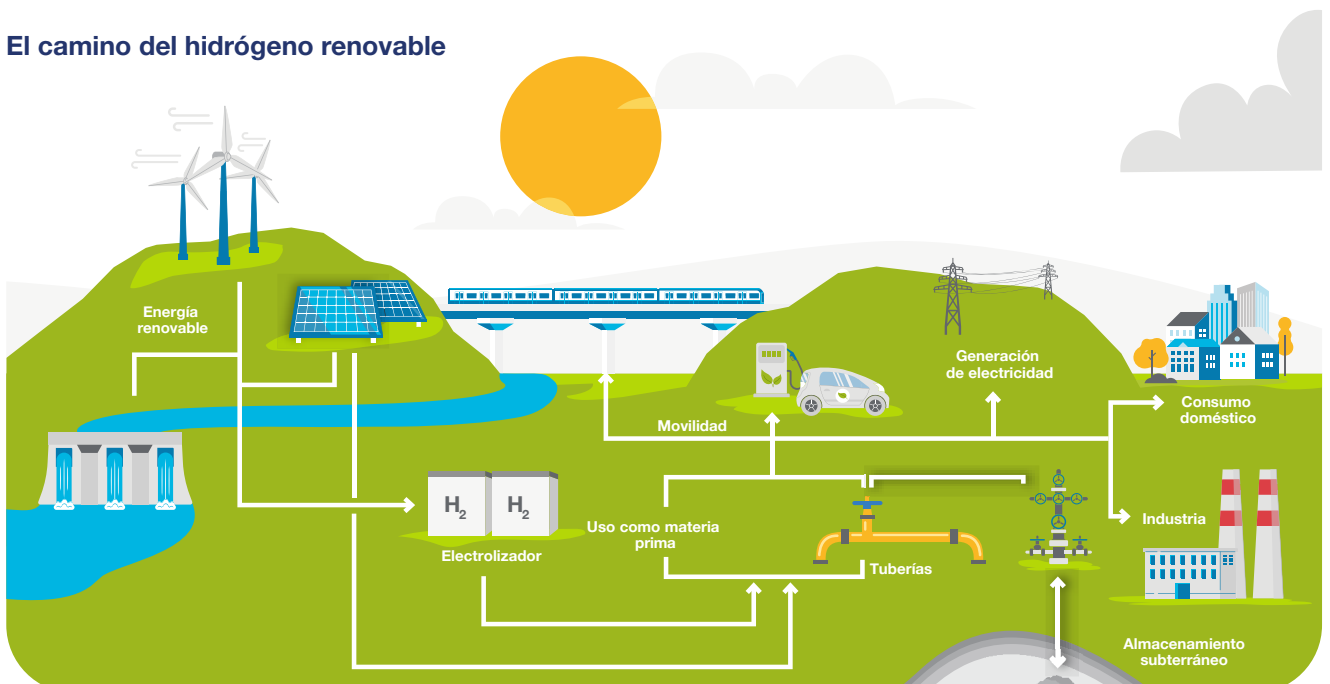 El camino del hidrógeno renovable
Energía
renovable
Generación
de electricidad
Consumo
doméstico
Movilidad
H2
H2
Electrolizador
Uso como materia
prima
Tuberías
Industria
Almacenamiento
subterráneo